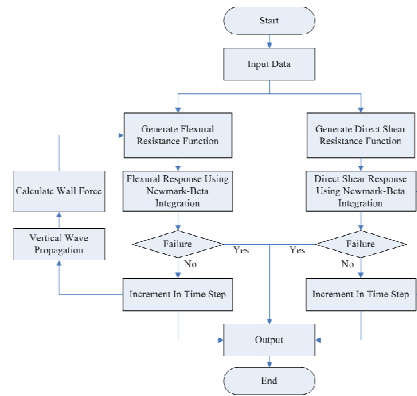 Start
Input Data
Generate Flexural
Resistance Function
Generate Direct Shear
Resistance Function
Calculate Wall Force
Flexural Response Using
Newmark-Beta
Integration
Direct Shear Response
Using Newmark-Beta
Integration
Vertical Wave
Propagation
Failure
Yes
Yes
Failure
No
No
Increment In Time Step
Increment In Time Step
Output
End